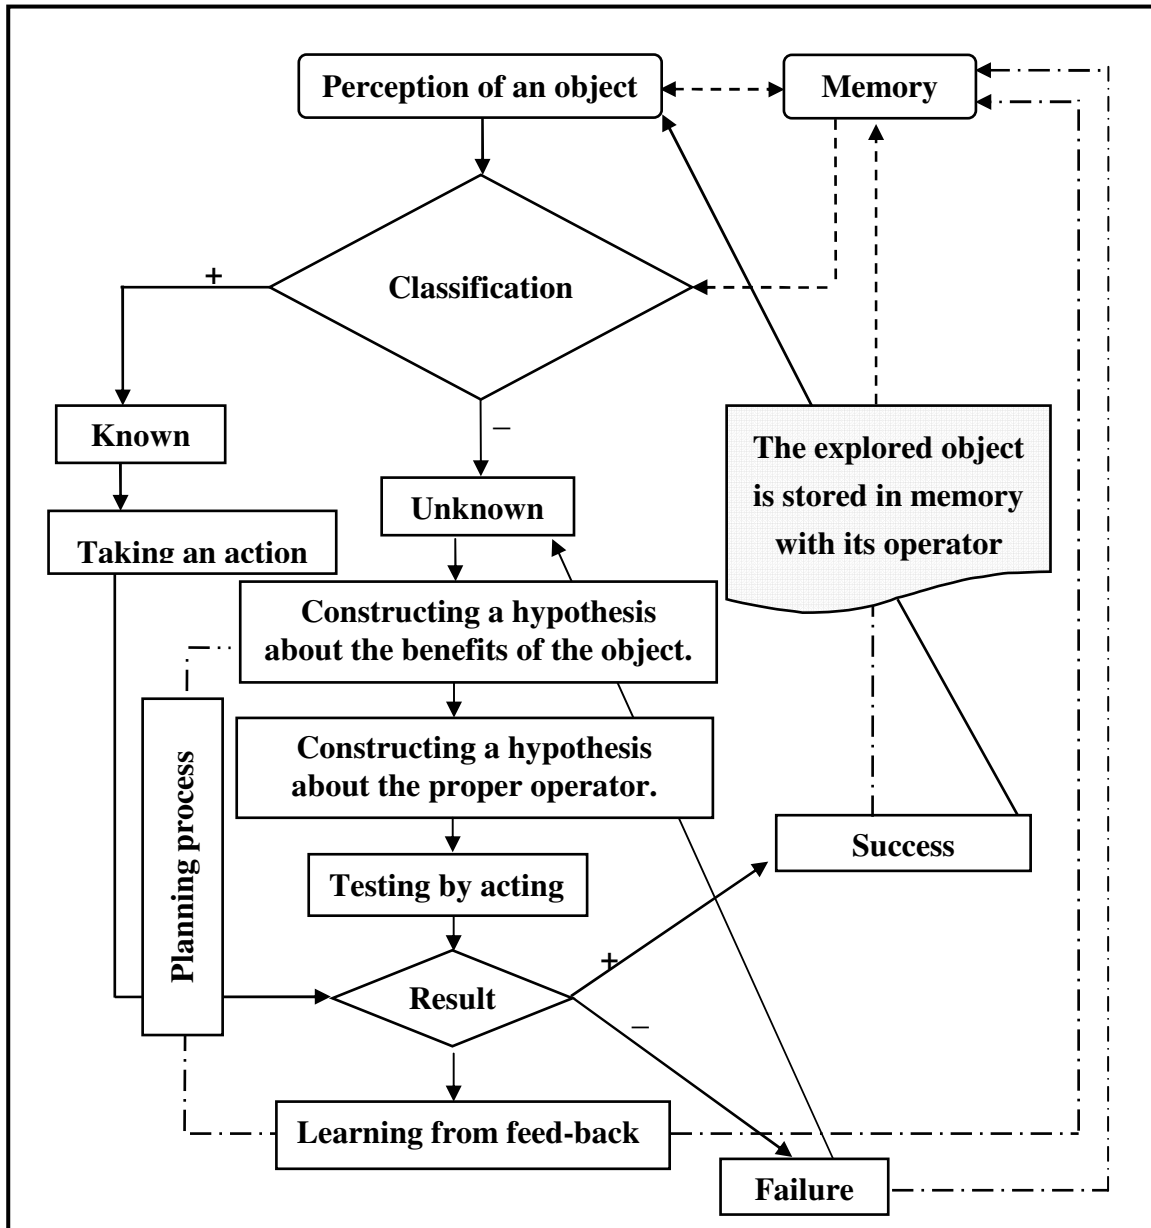 Perception of an object
Memory
+
Classification
Known
–
The explored object
is stored in memory
with its operator
Unknown
Taking an action
Constructing a hypothesis
about the benefits of the object.
Planning process
Constructing a hypothesis
about the proper operator.
Success
Testing by acting
+
Result
–
Learning from feed-back
Failure